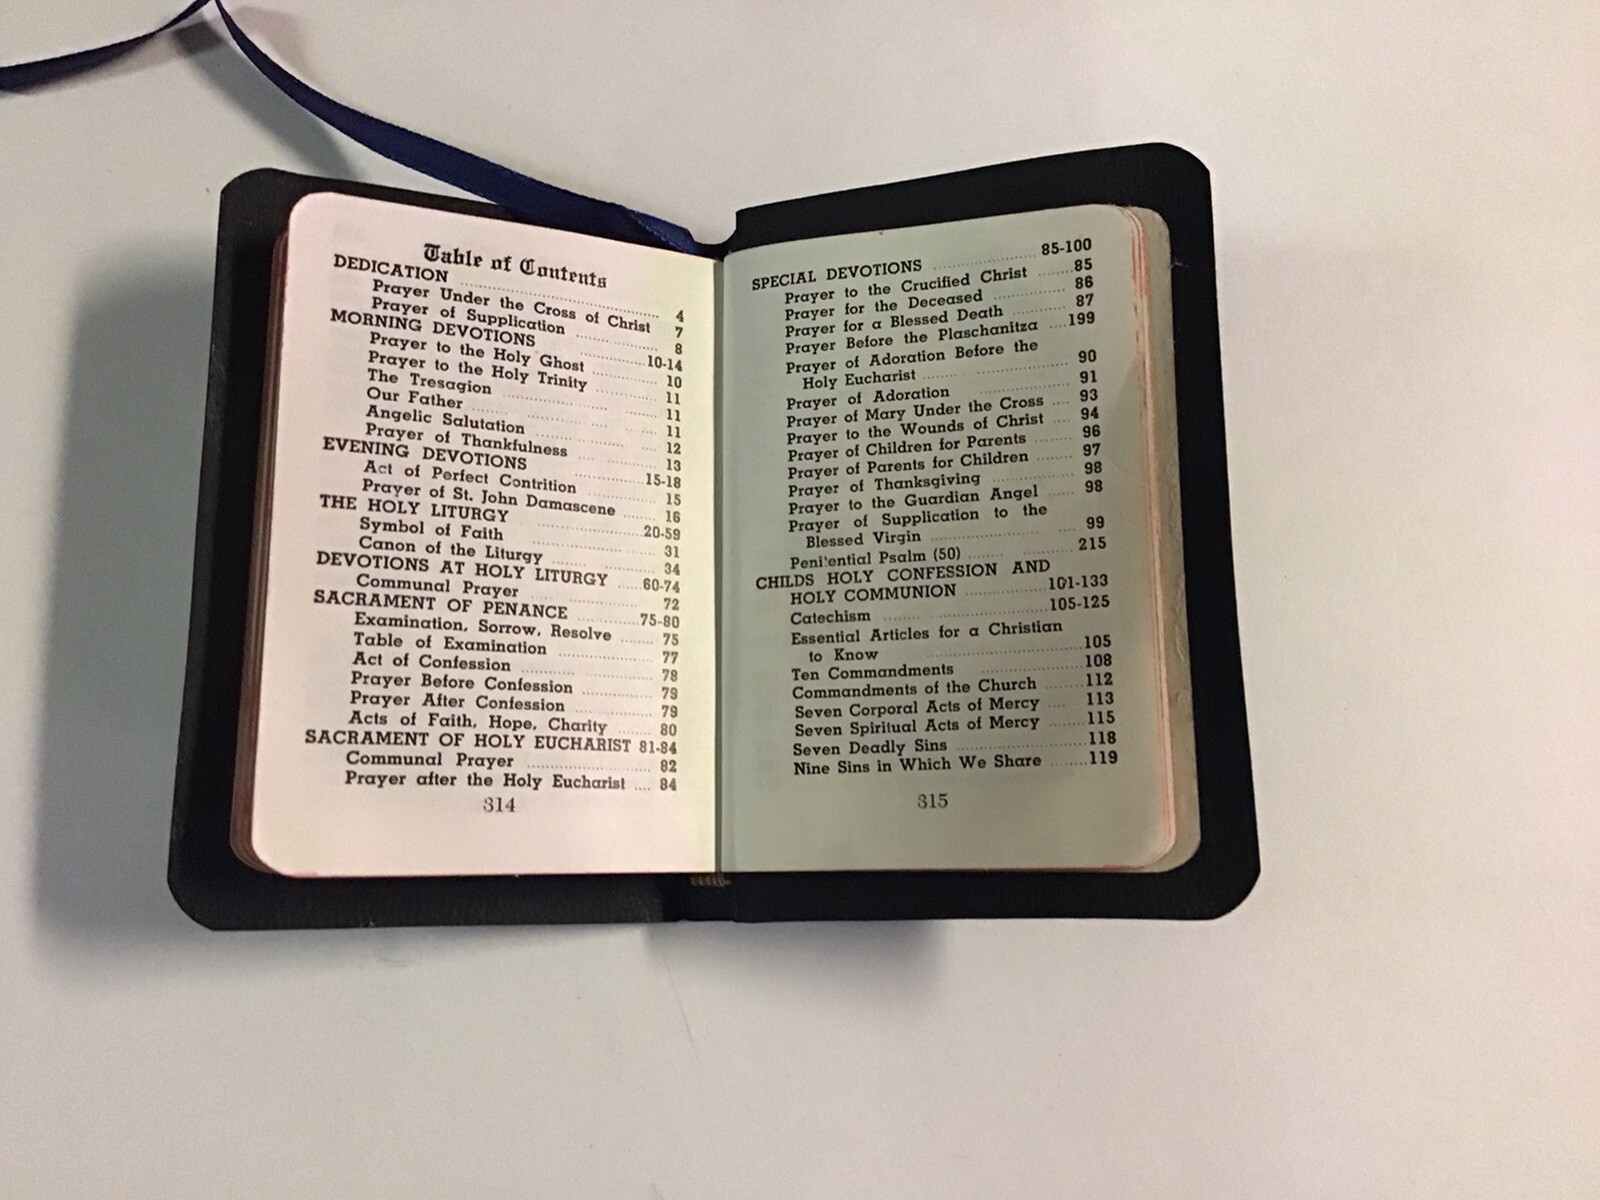 Table of Contents
DEDICATION ........ 4
Prayer Under the Cross of Christ 7
Prayer of Supplication ........ 8
MORNING DEVOTIONS ........ 10-14
Prayer to the Holy Ghost ........ 10
Prayer to the Holy Trinity ........ 11
The Tresagion ........ 11
Our Father ........ 11
Angelic Salutation ........ 12
Prayer of Thankfulness ........ 13
EVENING DEVOTIONS ........ 15-18
Act of Perfect Contrition ........ 15
Prayer of St. John Damascene ........ 16
THE HOLY LITURGY ........ 20-59
Symbol of Faith ........ 31
Canon of the Liturgy ........ 34
DEVOTIONS AT HOLY LITURGY ..... 60-74
Communal Prayer ........ 72
SACRAMENT OF PENANCE ........ 75-80
Examination, Sorrow, Resolve ........ 75
Table of Examination ........ 77
Act of Confession ........ 78
Prayer Before Confession ........ 79
Prayer After Confession ........ 79
Acts of Faith, Hope, Charity ........ 80
SACRAMENT OF HOLY EUCHARIST 81-84
Communal Prayer ........ 82
Prayer after the Holy Eucharist .... 84
314
SPECIAL DEVOTIONS ........ 85-100
Prayer to the Crucified Christ ........ 85
Prayer for the Deceased ........ 86
Prayer for a Blessed Death ........ 87
Prayer Before the Plaschanitza .... 199
Prayer of Adoration Before the
Holy Eucharist ........ 90
Prayer of Adoration ........ 91
Prayer of Mary Under the Cross .... 93
Prayer to the Wounds of Christ .... 94
Prayer of Children for Parents ........ 96
Prayer of Parents for Children ........ 97
Prayer of Thanksgiving ........ 98
Prayer to the Guardian Angel ...... 98
Prayer of Supplication to the
Blessed Virgin ........ 99
Penitential Psalm (50) ........ 215
CHILDS HOLY CONFESSION AND
HOLY COMMUNION ........ 101-133
Catechism ........ 105-125
Essential Articles for a Christian
to Know ........ 105
Ten Commandments ........ 108
Commandments of the Church ........ 112
Seven Corporal Acts of Mercy .... 113
Seven Spiritual Acts of Mercy ........ 115
Seven Deadly Sins ........ 118
Nine Sins in Which We Share ........ 119
315